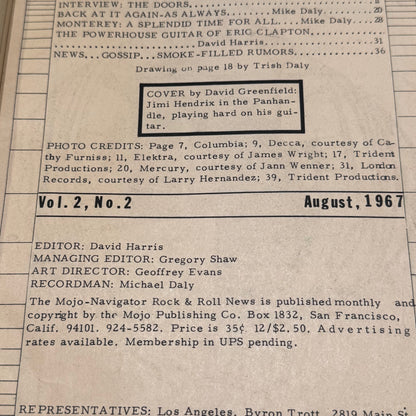 INTERVIEW: THE DOORS..................... 8
BACK AT IT AGAIN-AS ALWAYS........Mike Daly...20
MONTEREY: A SPLENDID TIME FOR ALL....Mike Daly...28
THE POWERHOUSE GUITAR OF ERIC CLAPTON,...
............................David Harris............31
NEWS...GOSSIP...SMOKE-FILLED RUMORS............36
Drawing on page 18 by Trish Daly
COVER by David Greenfield:
Jimi Hendrix in the Panhan-
dle, playing hard on his gui-
tar.
PHOTO CREDITS: Page 7, Columbia; 9, Decca, courtesy of Ca-
thy Furniss; 11, Elektra, courtesy of James Wright; 17, Trident
Productions; 20, Mercury, courtesy of Jann Wenner; 31, London
Records, courtesy of Larry Hernandez; 39, Trident Productions.
Vol. 2, No. 2 August, 1967
EDITOR: David Harris
MANAGING EDITOR: Gregory Shaw
ART DIRECTOR: Geoffrey Evans
RECORDMAN: Michael Daly
The Mojo-Navigator Rock & Roll News is published monthly and
copyright by the Mojo Publishing Co. Box 1832, San Francisco,
Calif. 94101. 924-5582. Price is 35¢ 12/$2.50. Advertising
rates available. Membership in UPS pending.
REPRESENTATIVES: Los Angeles, Byron Trott, 2819 Main St